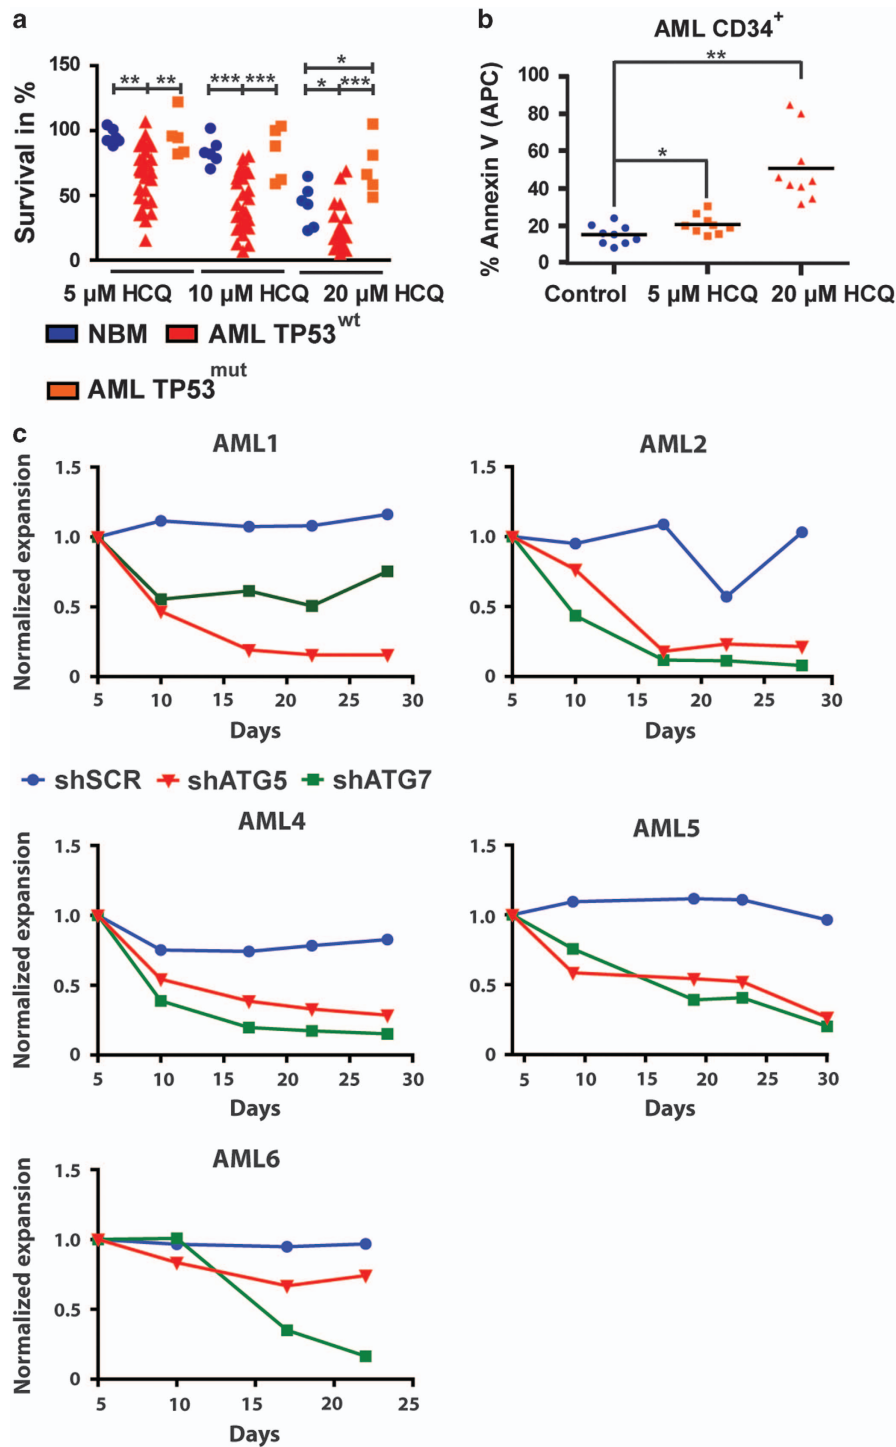 a
150
100
50
0
Survival in %
** **
*** ***
*
* ***
5 µM HCQ 10 µM HCQ 20 µM HCQ
NBM AML TP53wt
AML TP53mut
b
AML CD34+
**
*
100
80
60
40
20
0
% Annexin V (APC)
Control 5 µM HCQ 20 µM HCQ
c
AML1
1.5
1.0
0.5
0
Normalized expansion
5 10 15 20 25 30
Days
AML2
1.5
1.0
0.5
0
5 10 15 20 25 30
Days
shSCR shATG5 shATG7
AML4
1.5
1.0
0.5
0
Normalized expansion
5 10 15 20 25 30
Days
AML5
1.5
1.0
0.5
0
5 10 15 20 25 30
Days
AML6
1.5
1.0
0.5
0
Normalized expansion
5 10 15 20 25
Days